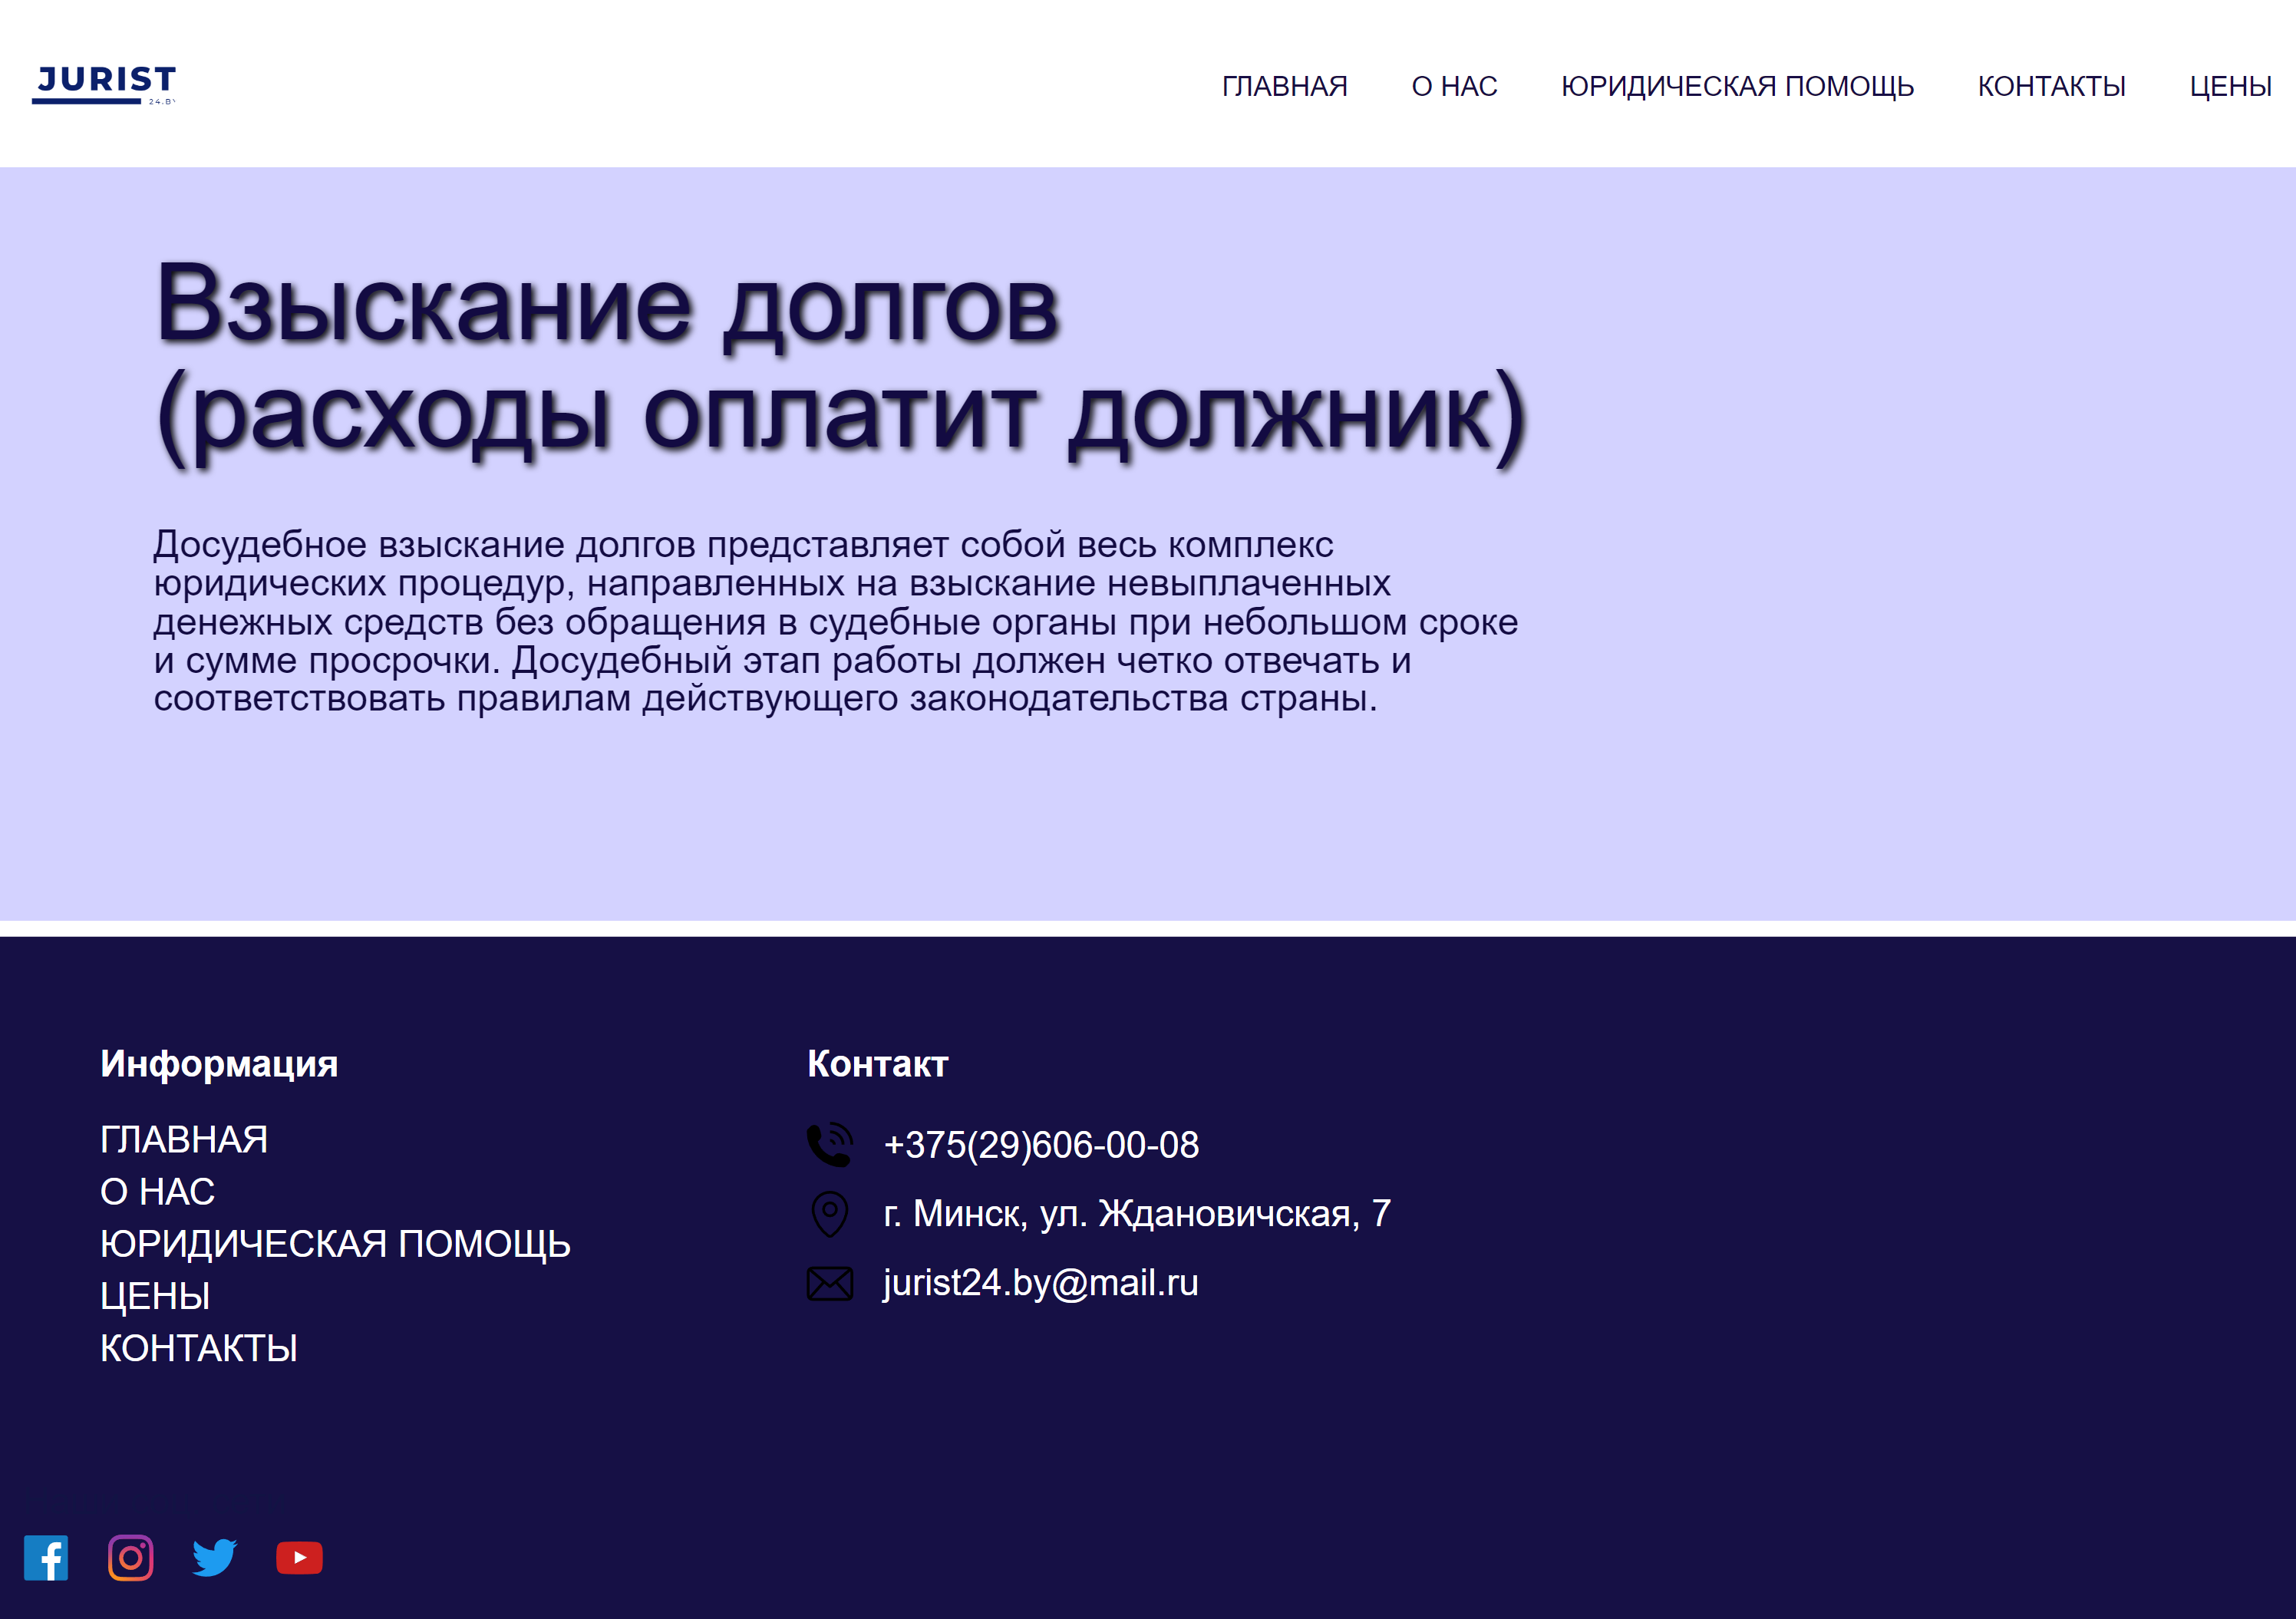 JURIST
ГЛАВНАЯ О НАС ЮРИДИЧЕСКАЯ ПОМОЩЬ КОНТАКТЫ ЦЕНЫ
Взыскание долгов
(расходы оплатит должник)
Досудебное взыскание долгов представляет собой весь комплекс
юридических процедур, направленных на взыскание невыплаченных
денежных средств без обращения в судебные органы при небольшом сроке
и сумме просрочки. Досудебный этап работы должен четко отвечать и
соответствовать правилам действующего законодательства страны.
Информация
ГЛАВНАЯ
О НАС
ЮРИДИЧЕСКАЯ ПОМОЩЬ
ЦЕНЫ
КОНТАКТЫ
Контакт
+375(29)606-00-08
г. Минск, ул. Ждановичская, 7
jurist24.by@mail.ru